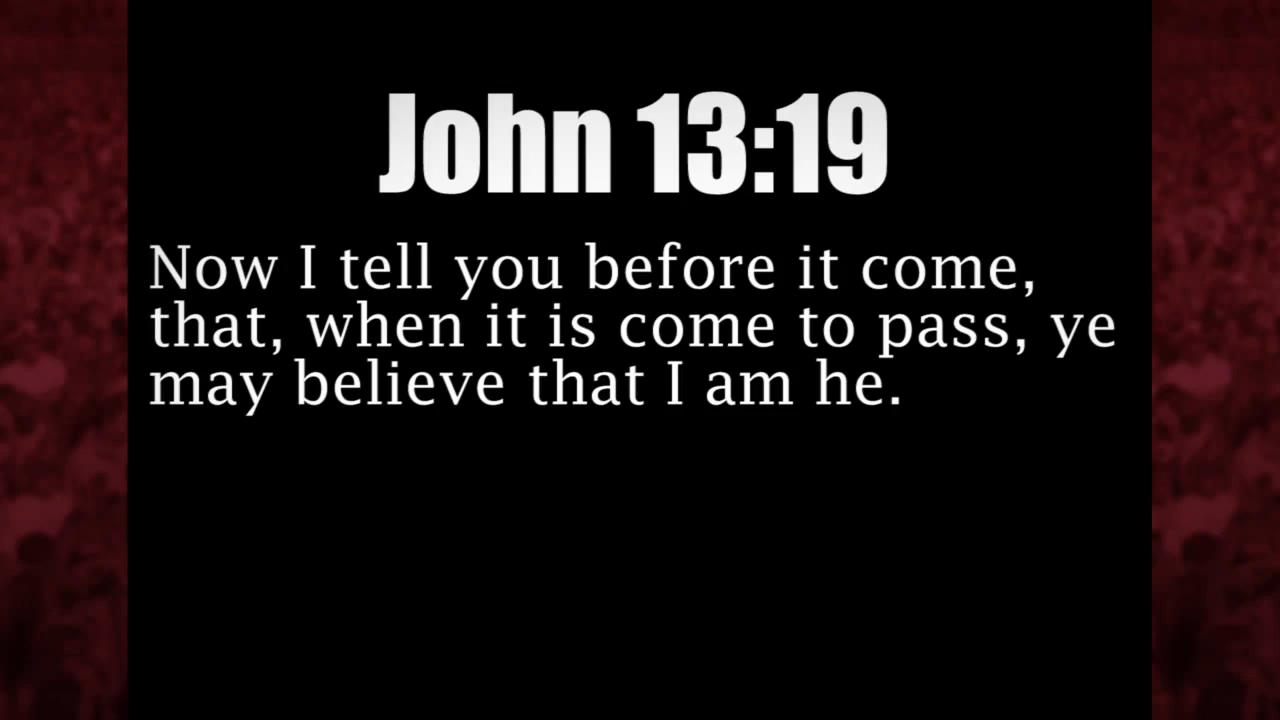 John 13:19
Now I tell you before it come,
that, when it is come to pass, ye
may believe that I am he.